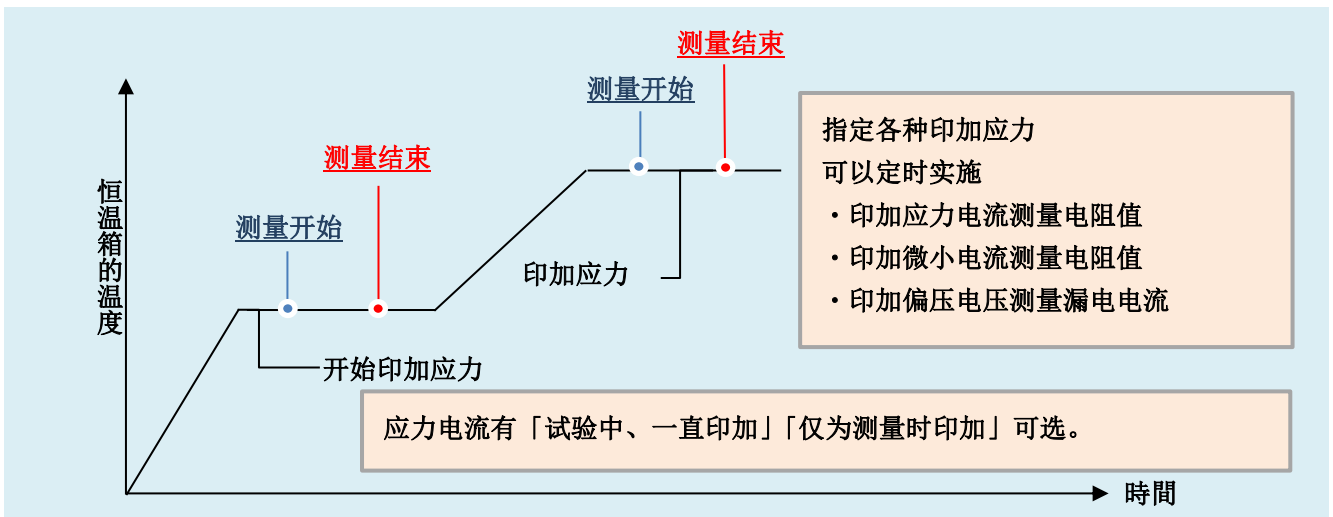 测量结束
测量开始
测量结束
测量开始
恒温箱的温度
指定各种印加应力
可以定时实施
・印加应力电流测量电阻值
・印加微小电流测量电阻值
・印加偏压电压测量漏电电流
印加应力
开始印加应力
应力电流有「试验中、一直印加」「仅为测量时印加」可选。
時間